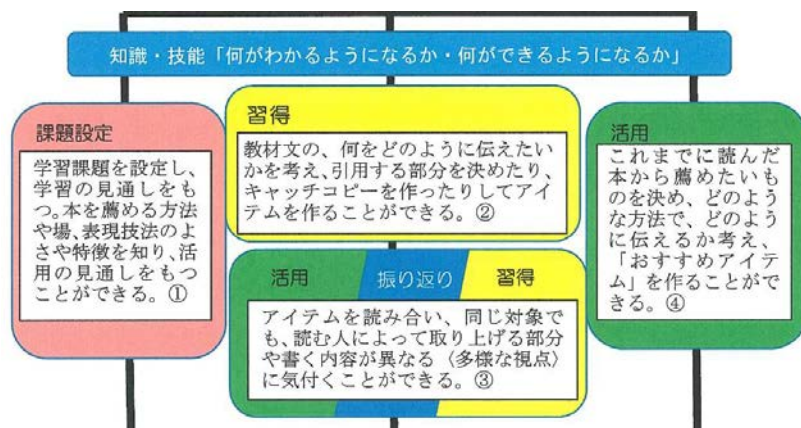 知識・技能「何がわかるようになるか・何ができるようになるか」
課題設定
学習課題を設定し、
学習の見通しをも
つ。本を薦める方法
や場、表現技法のよ
さや特徴を知り、活
用の見通しをもつ
ことができる。①
習得
教材文の、何をどのように伝えたい
かを考え、引用する部分を決めたり、
キャッチコピーを作ったりしてアイ
テムを作ることができる。②
活用 振り返り 習得
アイテムを読み合い、同じ対象で
も、読む人によって取り上げる部分
や書く内容が異なる〈多様な視点〉
に気付くことができる。③
活用
これまでに読んだ
本から薦めたいも
のを決め、どのよう
な方法で、どのよう
に伝えるか考え、
「おすすめアイテ
ム」を作ることがで
きる。④